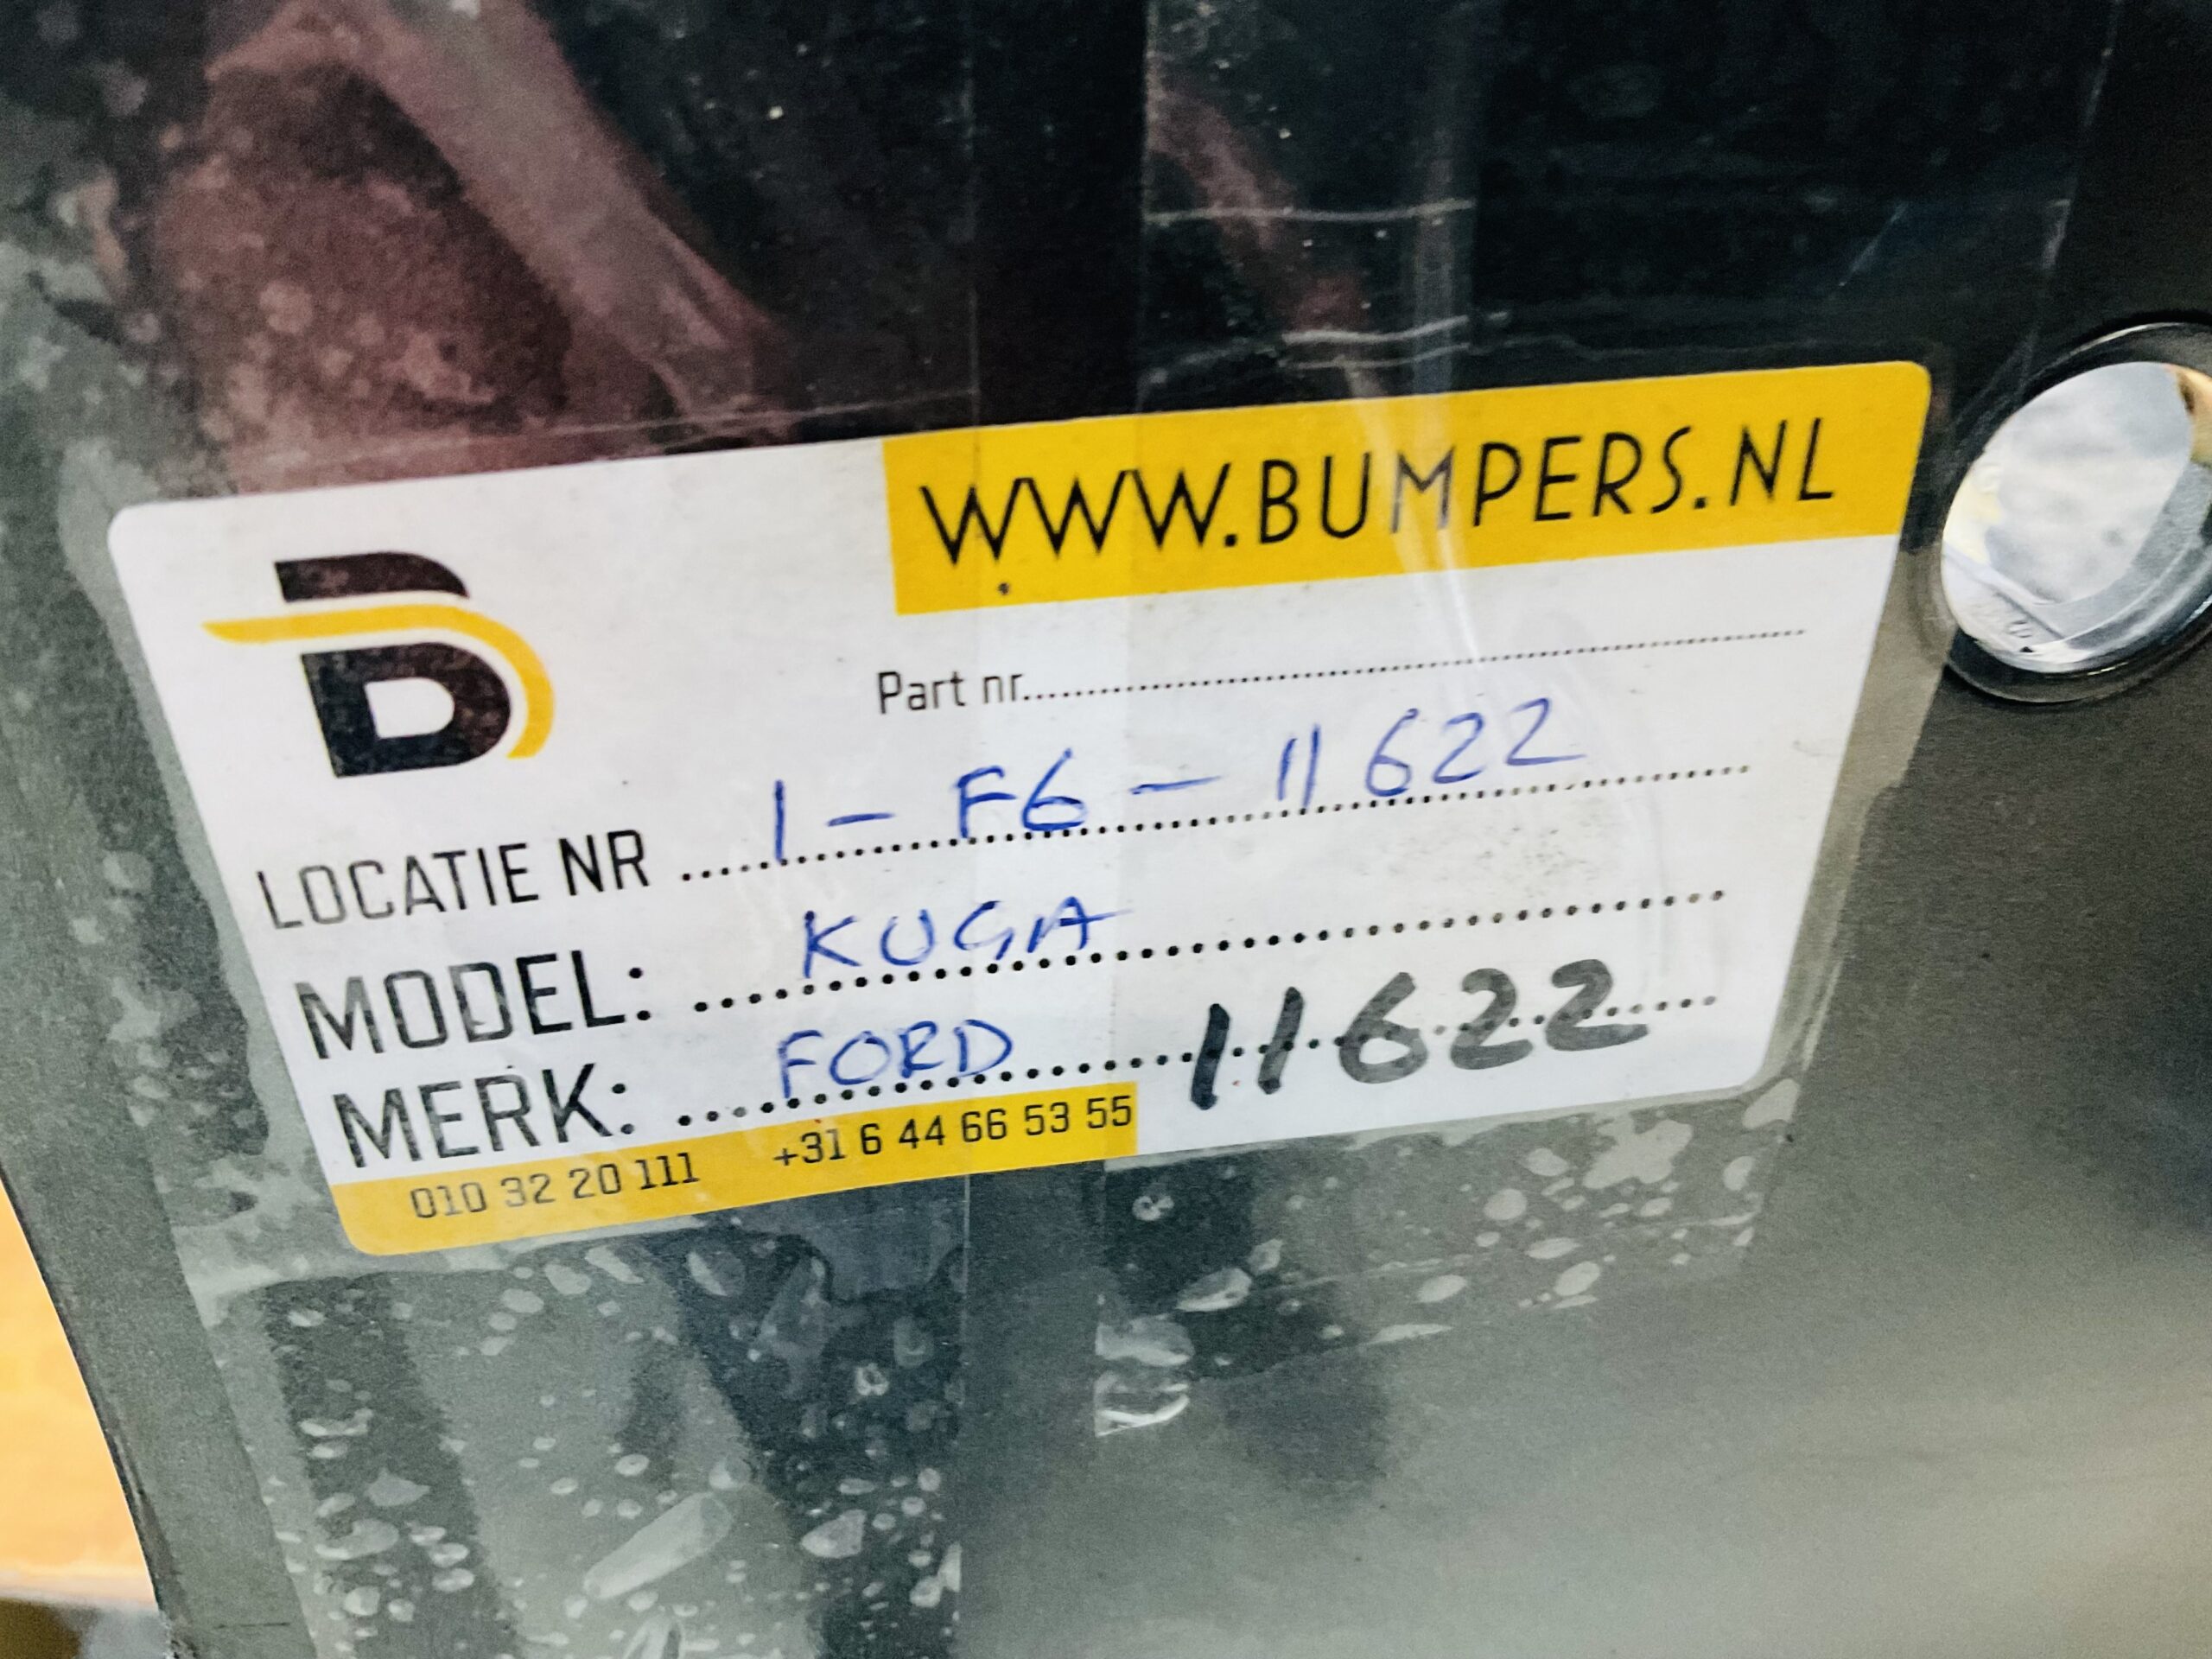 WWW.BUMPERS.NL
B
Part nr......................................
LOCATIE NR ..... 1 - F6 - 11622
MODEL: ..... KUGA
MERK: ..... FORD 11622
010 32 20 111 +31 6 44 66 53 55